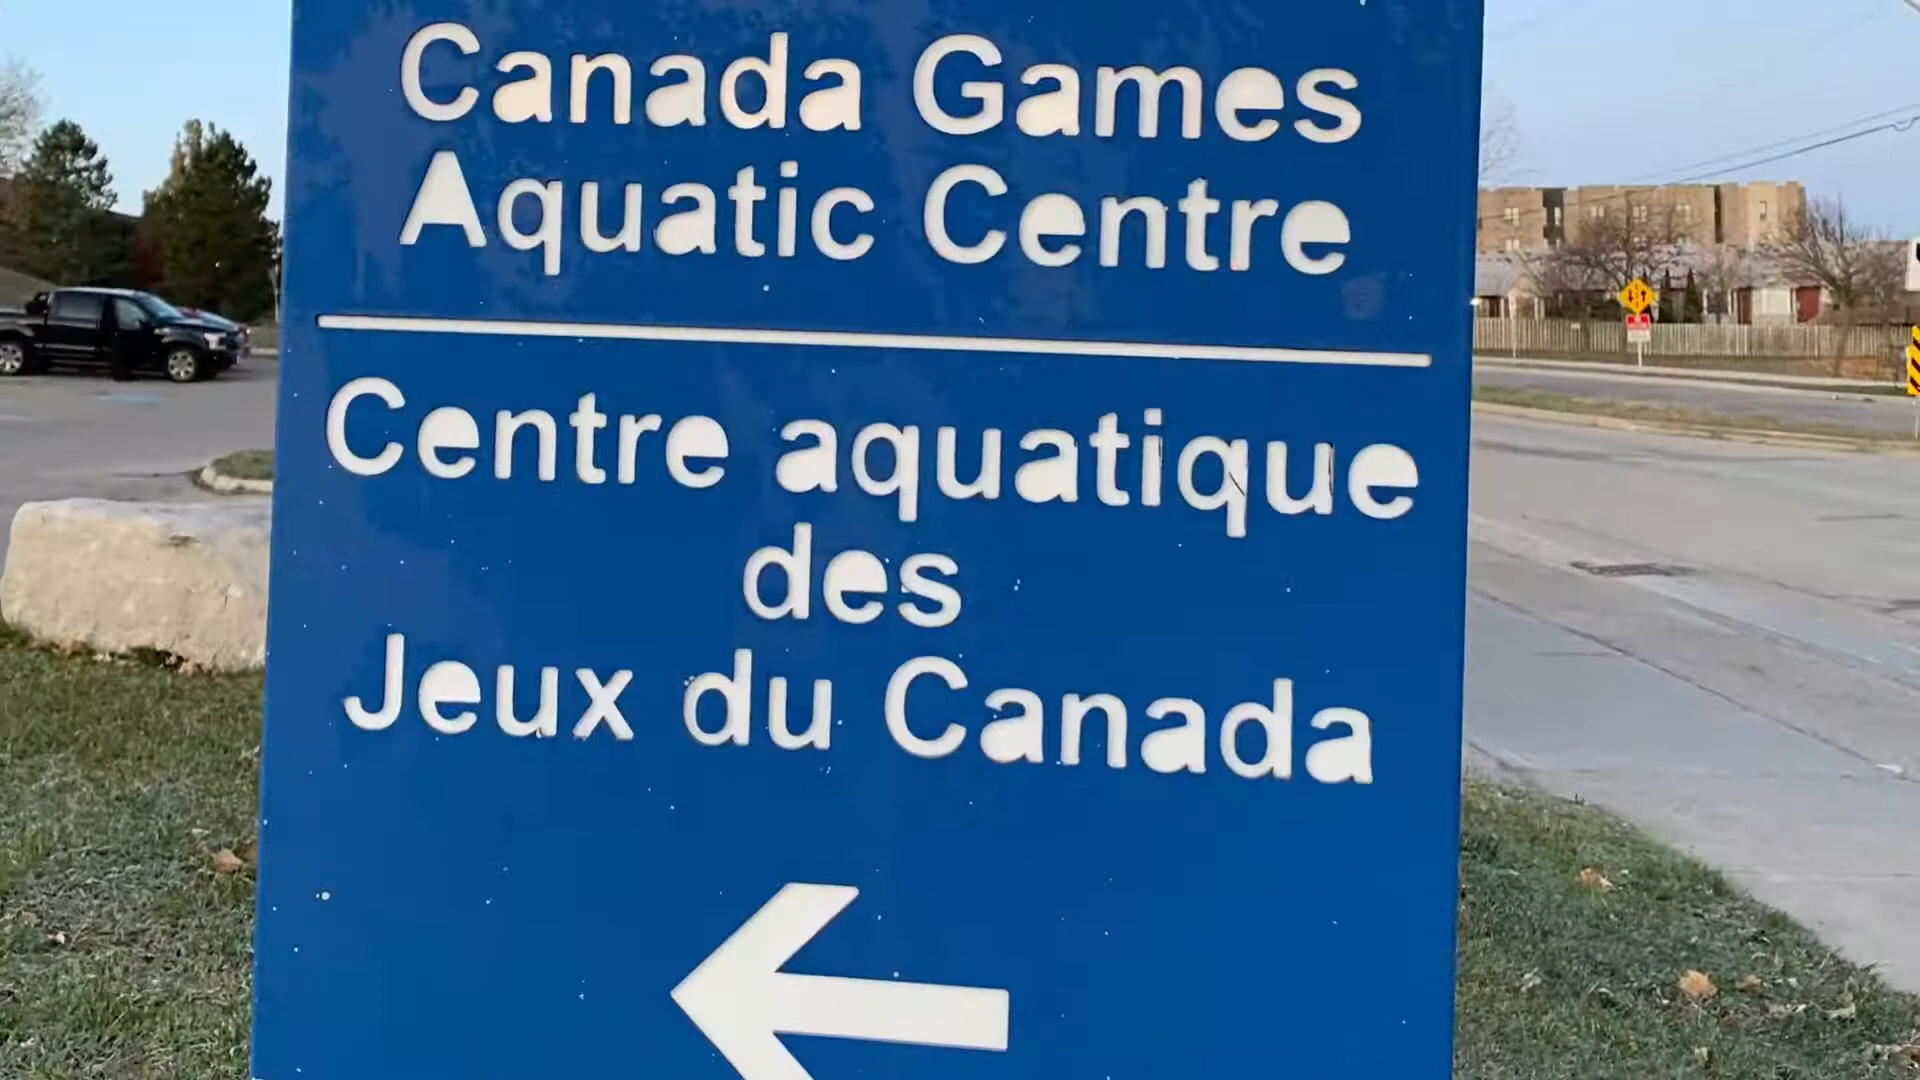 Canada Games
Aquatic Centre
Centre aquatique
des
Jeux du Canada